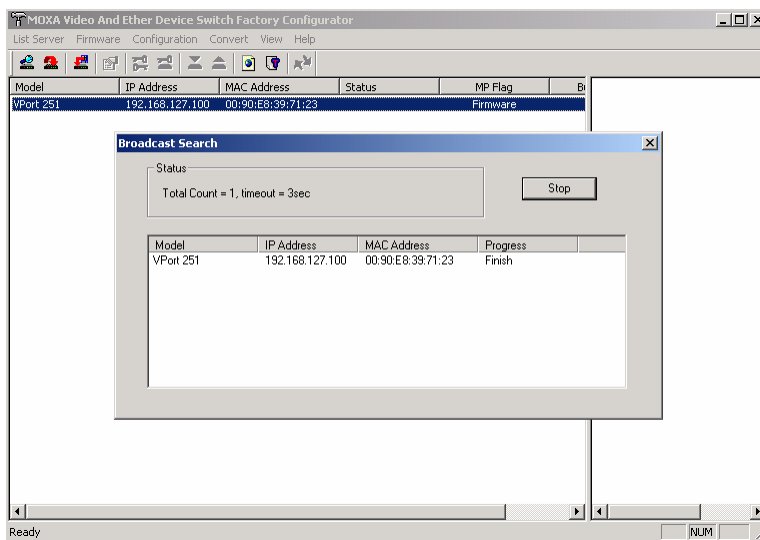 MOXA Video And Ether Device Switch Factory Configurator
List Server Firmware Configuration Convert View Help
Model IP Address MAC Address Status MP Flag
VPort 251 192.168.127.100 00:90:E8:39:71:23 Firmware
Broadcast Search
Status
Total Count = 1, timeout = 3sec
Stop
Model IP Address MAC Address Progress
VPort 251 192.168.127.100 00:90:E8:39:71:23 Finish
Ready NUM